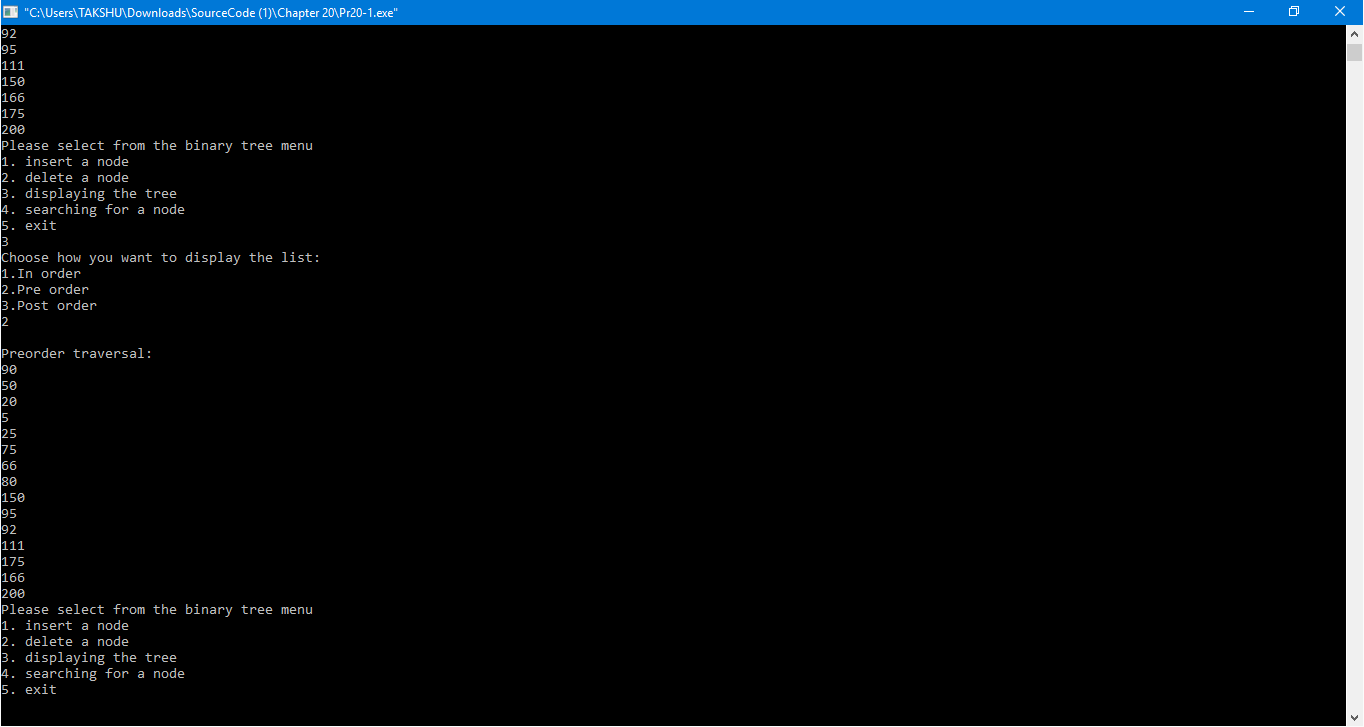 "C:\Users\TAKSHU\Downloads\SourceCode (1)\Chapter 20\Pr20-1.exe"
92
95
111
150
166
175
200
Please select from the binary tree menu
1. insert a node
2. delete a node
3. displaying the tree
4. searching for a node
5. exit
3
Choose how you want to display the list:
1.In order
2.Pre order
3.Post order
2
Preorder traversal:
90
50
20
5
25
75
66
80
150
95
92
111
175
166
200
Please select from the binary tree menu
1. insert a node
2. delete a node
3. displaying the tree
4. searching for a node
5. exit